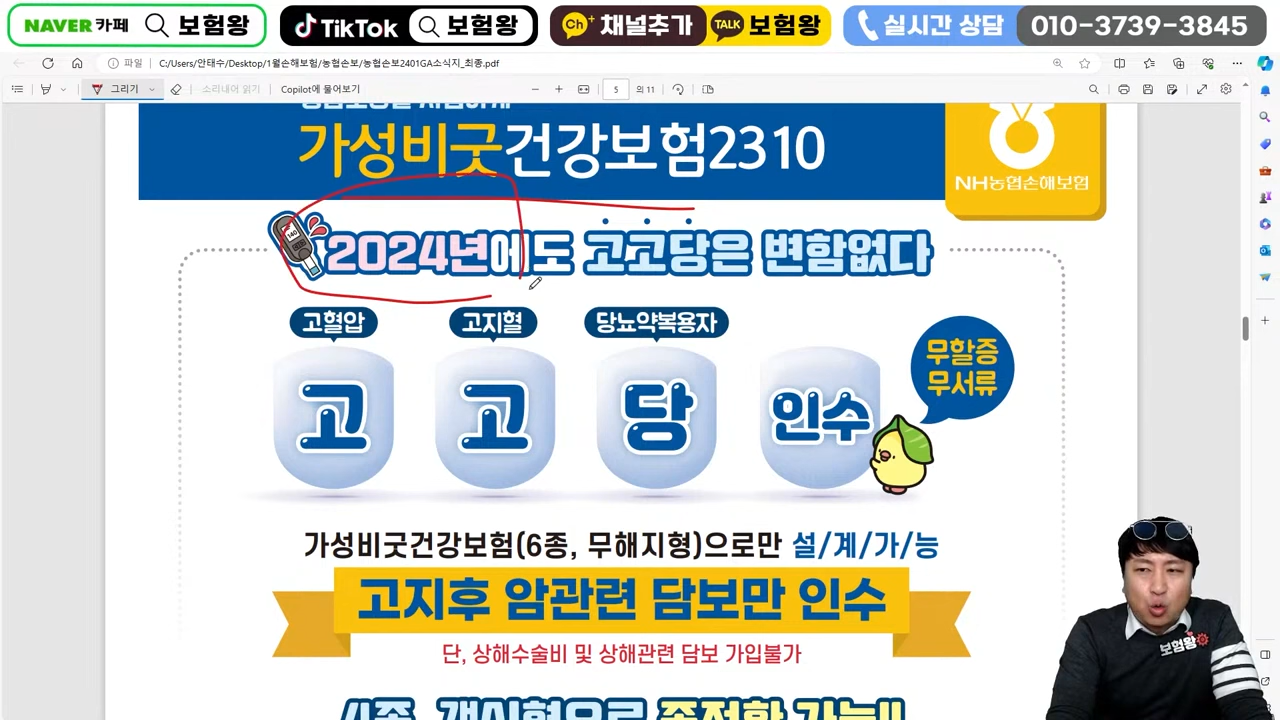 NAVER 카페 보험왕
TikTok 보험왕
Ch+ 채널추가 TALK 보험왕
실시간 상담 010-3739-3845
파일 C:/Users/안태수/Desktop/1월손해보험/농협손보/농협손보2401GA소식지_최종.pdf
그리기 소리내어 읽기 Copilot에 물어보기 5 의 11
가성비굿건강보험2310
NH농협손해보험
140
2024년에도 고고당은 변함없다
고혈압 고지혈 당뇨약복용자
무할증
무서류
고 고 당 인수
가성비굿건강보험(6종, 무해지형)으로만 설/계/가/능
고지후 암관련 담보만 인수
단, 상해수술비 및 상해관련 담보 가입불가
보험왕